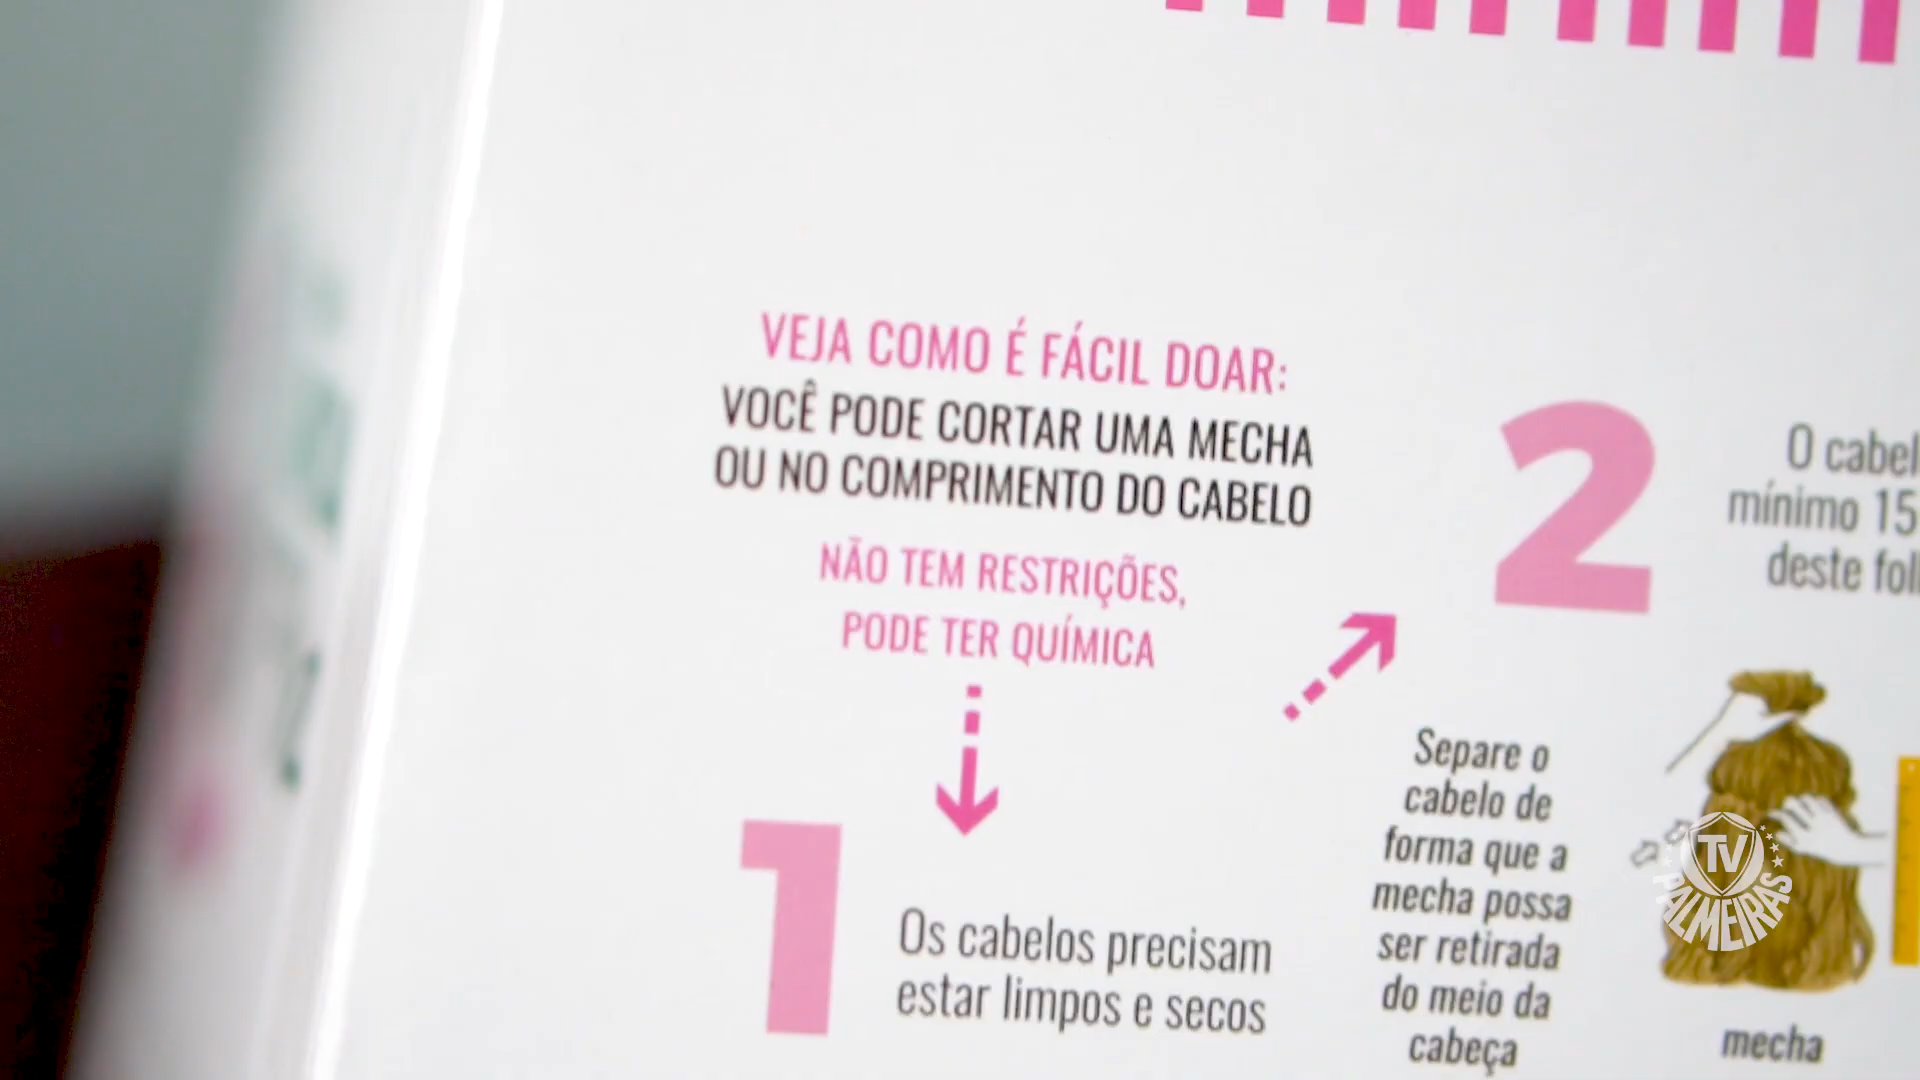 VEJA COMO É FÁCIL DOAR:
VOCÊ PODE CORTAR UMA MECHA
OU NO COMPRIMENTO DO CABELO
NÃO TEM RESTRIÇÕES,
PODE TER QUÍMICA
1
Os cabelos precisam
estar limpos e secos
2
O
mínimo 15
deste
Separe o
cabelo de
forma que a
mecha possa
ser retirada
do meio da
cabeça
mecha
TV
PALMEIRAS